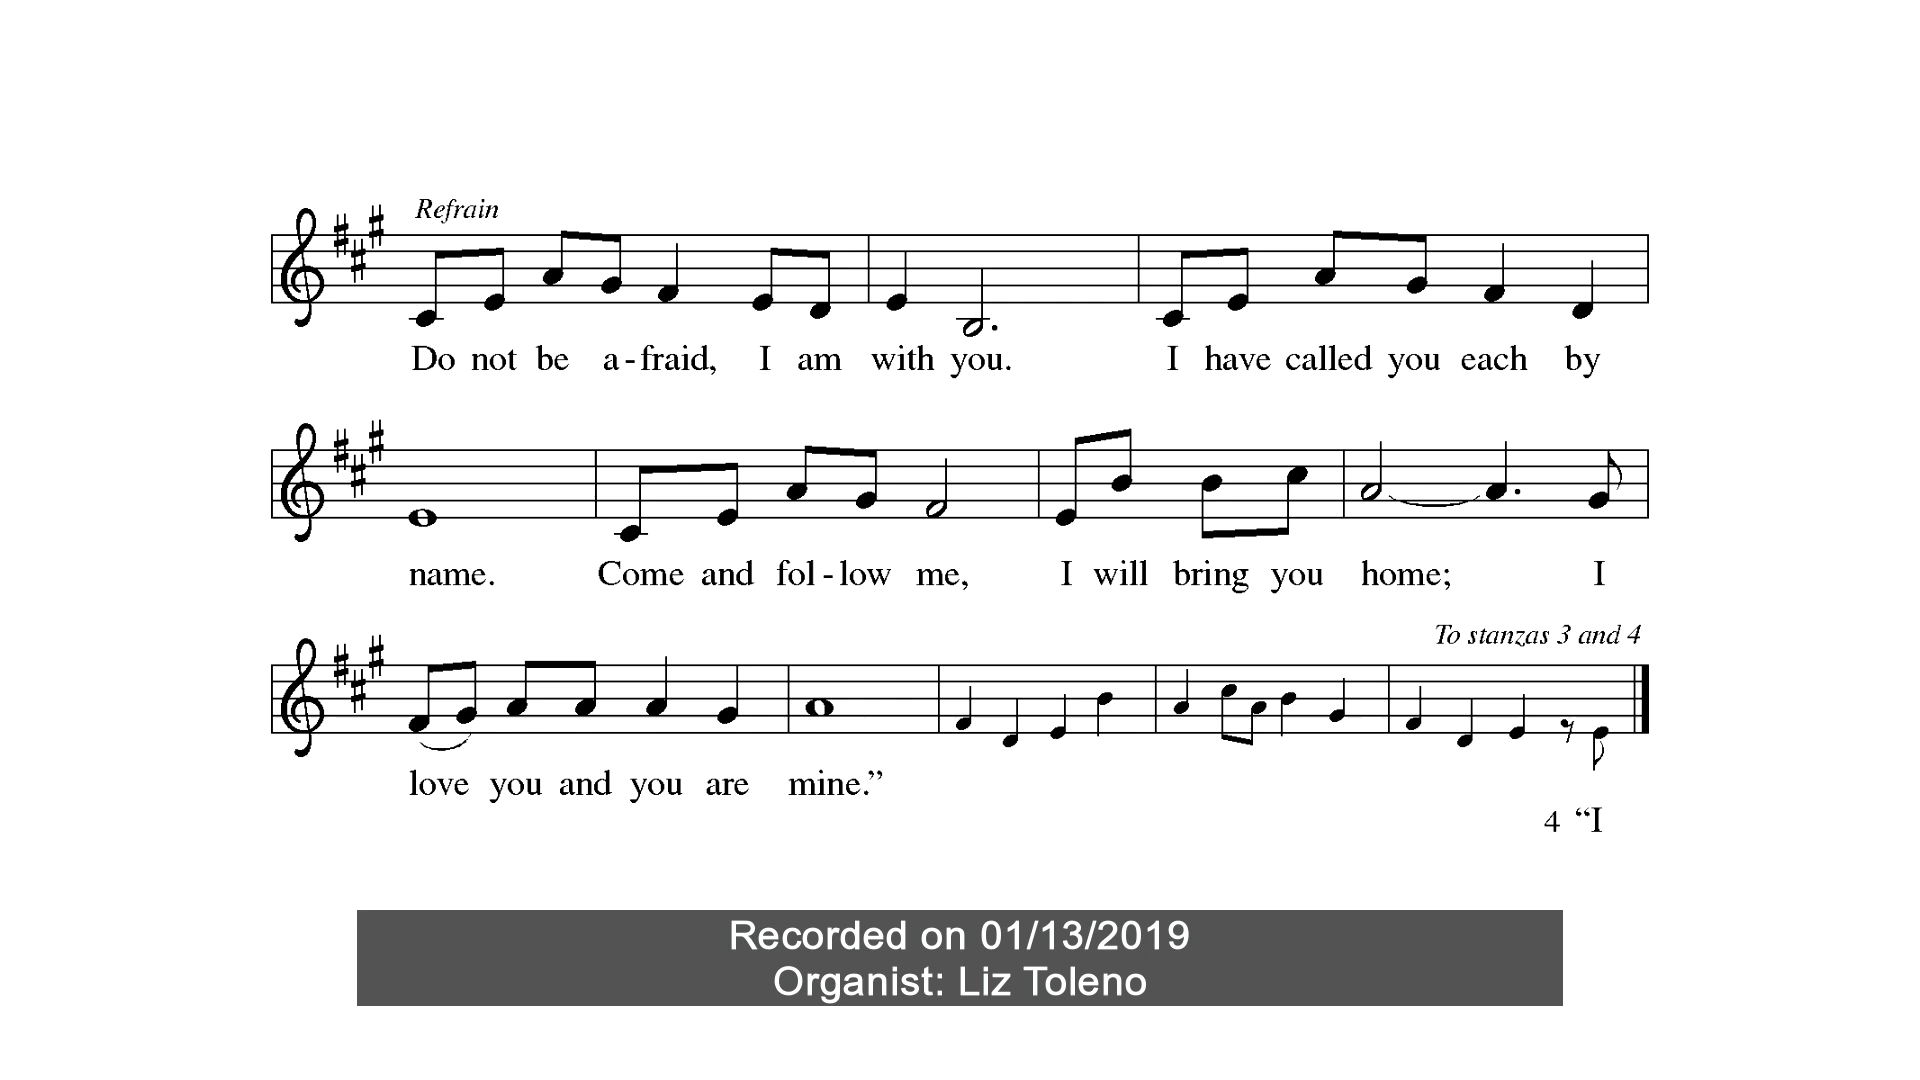 Refrain
Do not be a-fraid, I am with you. I have called you each by
name. Come and fol-low me, I will bring you home; I
To stanzas 3 and 4
love you and you are mine.”
4 “I
Recorded on 01/13/2019
Organist: Liz Toleno